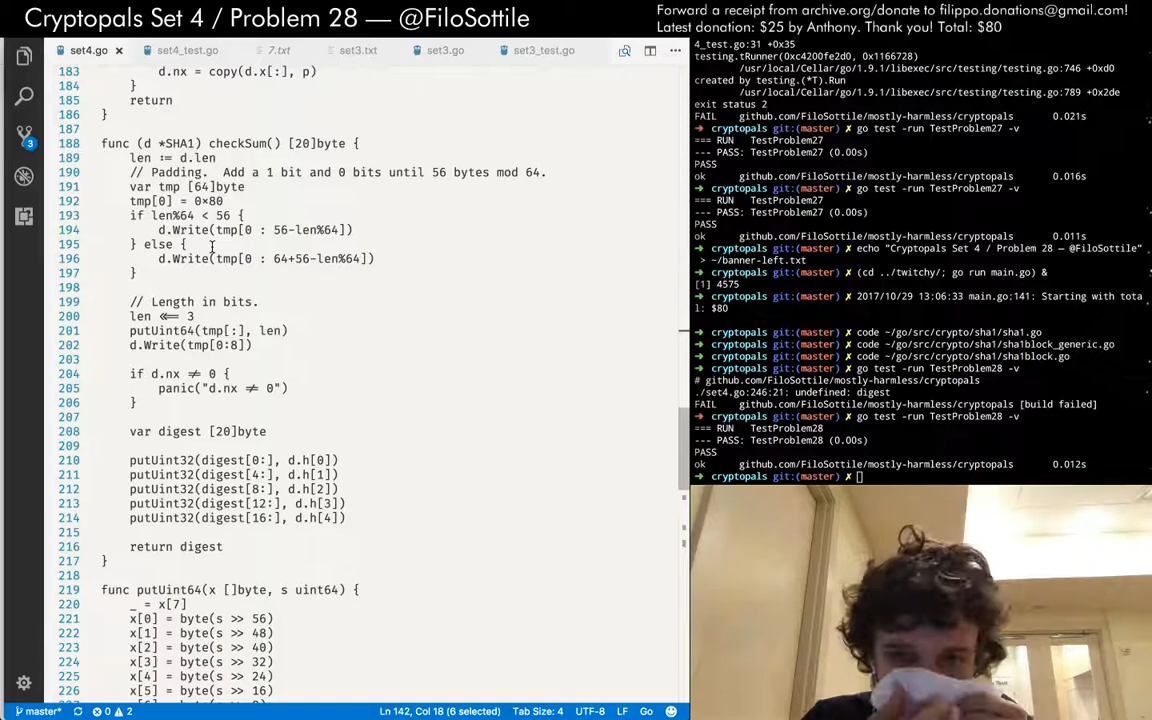 Cryptopals Set 4 / Problem 28 — @FiloSottile
Forward a receipt from archive.org/donate to filippo.donations@gmail.com!
Latest donation: $25 by Anthony. Thank you! Total: $80
set4.go
set4_test.go
7.txt
set3.txt
set3.go
set3_test.go
183 d.nx = copy(d.x[:], p)
184 }
185 return
186 }
187
188 func (d *SHA1) checkSum() [20]byte {
189 len := d.len
190 // Padding.  Add a 1 bit and 0 bits until 56 bytes mod 64.
191 var tmp [64]byte
192 tmp[0] = 0×80
193 if len%64 < 56 {
194 d.Write(tmp[0 : 56-len%64])
195 } else {
196 d.Write(tmp[0 : 64+56-len%64])
197 }
198
199 // Length in bits.
200 len <<= 3
201 putUint64(tmp[:], len)
202 d.Write(tmp[0:8])
203
204 if d.nx ≠ 0 {
205 panic("d.nx ≠ 0")
206 }
207
208 var digest [20]byte
209
210 putUint32(digest[0:], d.h[0])
211 putUint32(digest[4:], d.h[1])
212 putUint32(digest[8:], d.h[2])
213 putUint32(digest[12:], d.h[3])
214 putUint32(digest[16:], d.h[4])
215
216 return digest
217 }
218
219 func putUint64(x []byte, s uint64) {
220 _ = x[7]
221 x[0] = byte(s >> 56)
222 x[1] = byte(s >> 48)
223 x[2] = byte(s >> 40)
224 x[3] = byte(s >> 32)
225 x[4] = byte(s >> 24)
226 x[5] = byte(s >> 16)
3
master* 0 2
Ln 142, Col 18 (6 selected) Tab Size: 4 UTF-8 LF Go
4_test.go:31 +0x35
testing.tRunner(0xc4200fe2d0, 0x1166728)
/usr/local/Cellar/go/1.9.1/libexec/src/testing/testing.go:746 +0xd0
created by testing.(*T).Run
/usr/local/Cellar/go/1.9.1/libexec/src/testing/testing.go:789 +0x2de
exit status 2
FAIL github.com/FiloSottile/mostly-harmless/cryptopals 0.021s
➜ cryptopals git:(master) ✗ go test -run TestProblem27 -v
=== RUN TestProblem27
--- PASS: TestProblem27 (0.00s)
PASS
ok github.com/FiloSottile/mostly-harmless/cryptopals 0.016s
➜ cryptopals git:(master) ✗ go test -run TestProblem27 -v
=== RUN TestProblem27
--- PASS: TestProblem27 (0.00s)
PASS
ok github.com/FiloSottile/mostly-harmless/cryptopals 0.011s
➜ cryptopals git:(master) ✗ echo "Cryptopals Set 4 / Problem 28 — @FiloSottile"
> ~/banner-left.txt
➜ cryptopals git:(master) ✗ (cd ../twitchy/; go run main.go) &
[1] 4575
➜ cryptopals git:(master) ✗ 2017/10/29 13:06:33 main.go:141: Starting with tota
l: $80
➜ cryptopals git:(master) ✗ code ~/go/src/crypto/sha1/sha1.go
➜ cryptopals git:(master) ✗ code ~/go/src/crypto/sha1/sha1block_generic.go
➜ cryptopals git:(master) ✗ code ~/go/src/crypto/sha1/sha1block.go
➜ cryptopals git:(master) ✗ go test -run TestProblem28 -v
# github.com/FiloSottile/mostly-harmless/cryptopals
./set4.go:246:21: undefined: digest
FAIL github.com/FiloSottile/mostly-harmless/cryptopals [build failed]
➜ cryptopals git:(master) ✗ go test -run TestProblem28 -v
=== RUN TestProblem28
--- PASS: TestProblem28 (0.00s)
PASS
ok github.com/FiloSottile/mostly-harmless/cryptopals 0.012s
➜ cryptopals git:(master) ✗